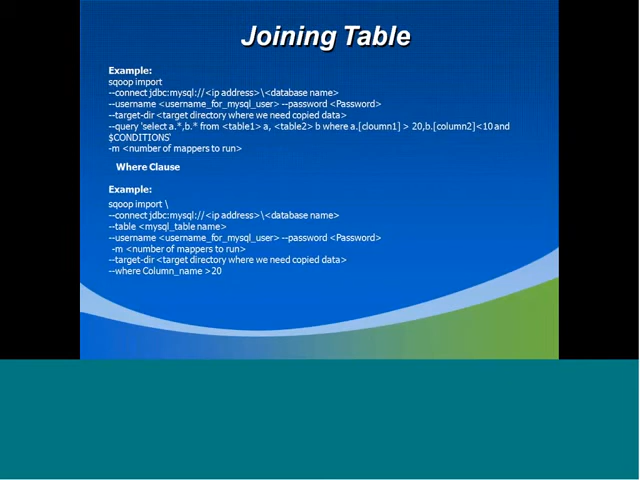 Joining Table
Example:
sqoop import
--connect jdbc:mysql://<ip address>\<database name>
--username <username_for_mysql_user> --password <Password>
--target-dir <target directory where we need copied data>
--query 'select a.*,b.* from <table1> a, <table2> b where a.[cloumn1] > 20,b.[column2]<10 and
$CONDITIONS'
-m <number of mappers to run>
Where Clause
Example:
sqoop import \
--connect jdbc:mysql://<ip address>\<database name>
--table <mysql_table name>
--username <username_for_mysql_user> --password <Password>
-m <number of mappers to run>
--target-dir <target directory where we need copied data>
--where Column_name >20